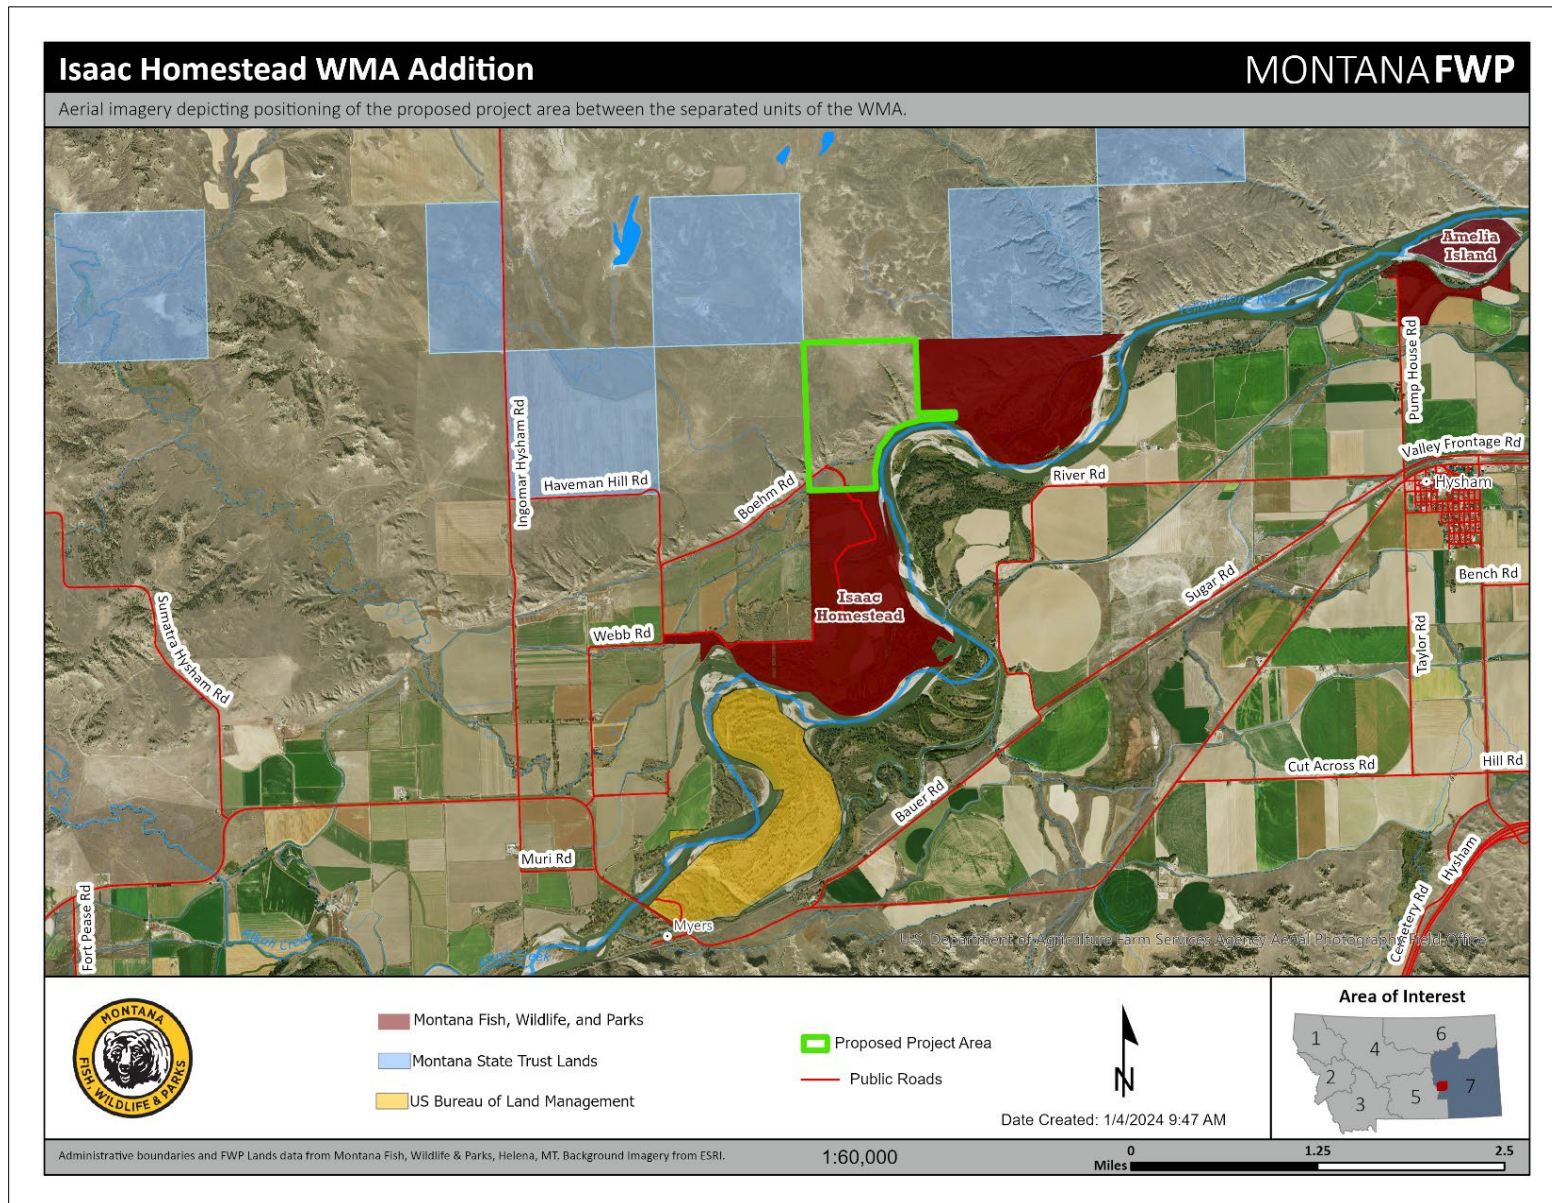 Isaac Homestead WMA Addition
MONTANA FWP
Aerial imagery depicting positioning of the proposed project area between the separated units of the WMA.
Amelia
Island
Yellowstone River
Pump House Rd
Ingomar Hysham Rd
Valley Frontage Rd
River Rd
Haveman Hill Rd
Boehm Rd
Hysham
Bench Rd
Sugar Rd
Isaac
Homestead
Sumatra Hysham Rd
Webb Rd
Taylor Rd
Cut Across Rd
Hill Rd
Bauer Rd
Muri Rd
Hysham
Cemetery Rd
Fort Pease Rd
Myers
U.S. Department of Agriculture Farm Services Agency Aerial Photography Field Office
MONTANA
FISH, WILDLIFE & PARKS
Montana Fish, Wildlife, and Parks
Montana State Trust Lands
US Bureau of Land Management
Proposed Project Area
Public Roads
N
Date Created: 1/4/2024 9:47 AM
Area of Interest
1
2
3
4
5
6
7
Administrative boundaries and FWP Lands data from Montana Fish, Wildlife & Parks, Helena, MT. Background Imagery from ESRI.
1:60,000
0 1.25 2.5
Miles